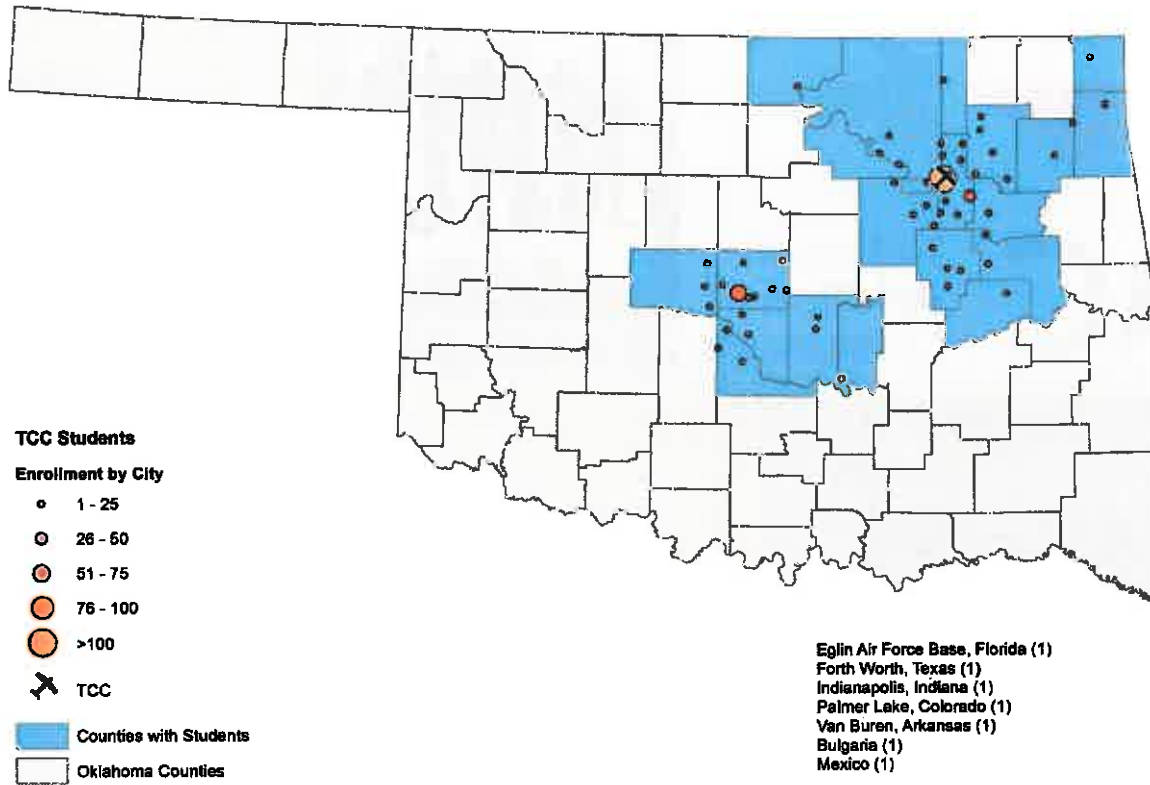 TCC Students
Enrollment by City
1 - 25
26 - 50
51 - 75
76 - 100
>100
TCC
Counties with Students
Oklahoma Counties
Eglin Air Force Base, Florida (1)
Forth Worth, Texas (1)
Indianapolis, Indiana (1)
Palmer Lake, Colorado (1)
Van Buren, Arkansas (1)
Bulgaria (1)
Mexico (1)